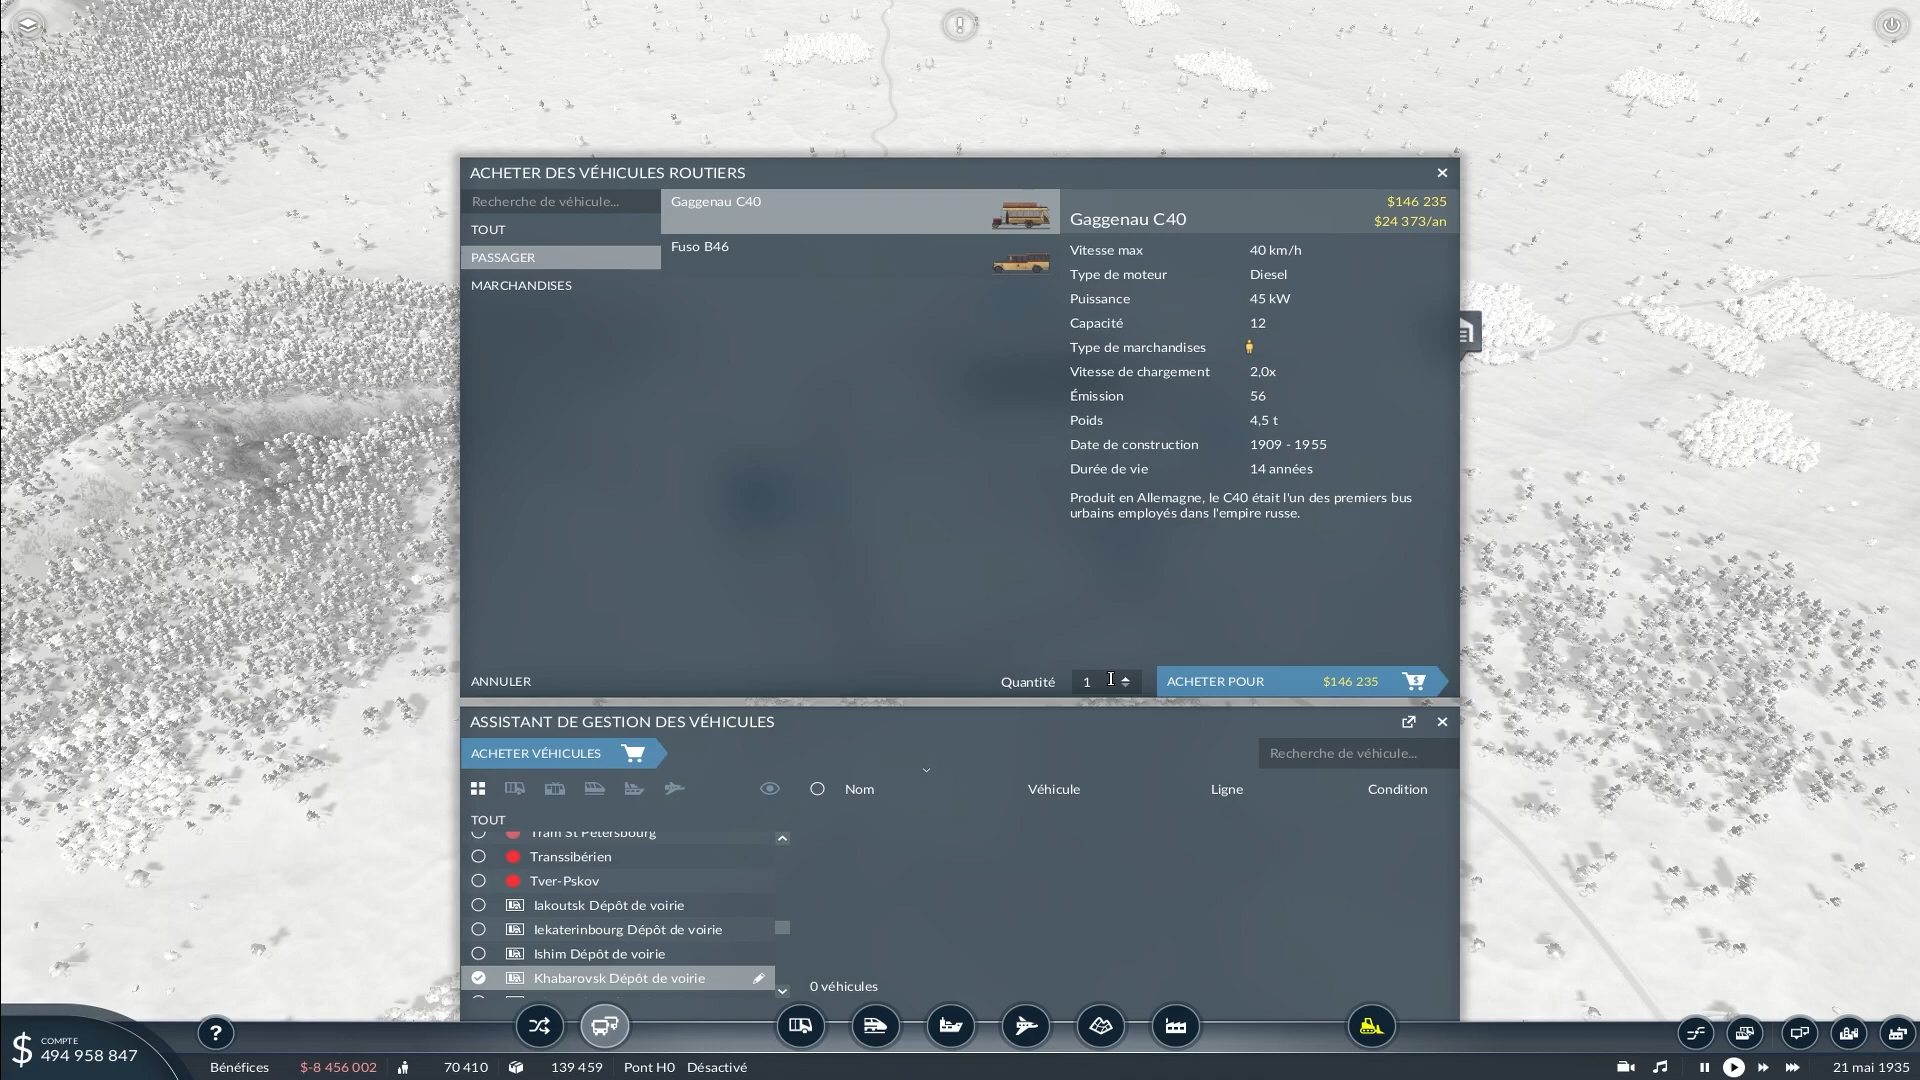 ACHETER DES VÉHICULES ROUTIERS
Recherche de véhicule...
TOUT
PASSAGER
MARCHANDISES
Gaggenau C40
Fuso B46
Gaggenau C40
$146 235
$24 373/an
Vitesse max 40 km/h
Type de moteur Diesel
Puissance 45 kW
Capacité 12
Type de marchandises
Vitesse de chargement 2,0x
Émission 56
Poids 4,5 t
Date de construction 1909 - 1955
Durée de vie 14 années
Produit en Allemagne, le C40 était l'un des premiers bus
urbains employés dans l'empire russe.
ANNULER
Quantité 1
ACHETER POUR $146 235
ASSISTANT DE GESTION DES VÉHICULES
ACHETER VÉHICULES
Recherche de véhicule...
Nom Véhicule Ligne Condition
TOUT
Tram St Petersbourg
Transsibérien
Tver-Pskov
Iakoutsk Dépôt de voirie
Iekaterinbourg Dépôt de voirie
Ishim Dépôt de voirie
Khabarovsk Dépôt de voirie
0 véhicules
COMPTE
$ 494 958 847
?
Bénéfices $-8 456 002 70 410 139 459 Pont H0 Désactivé
21 mai 1935